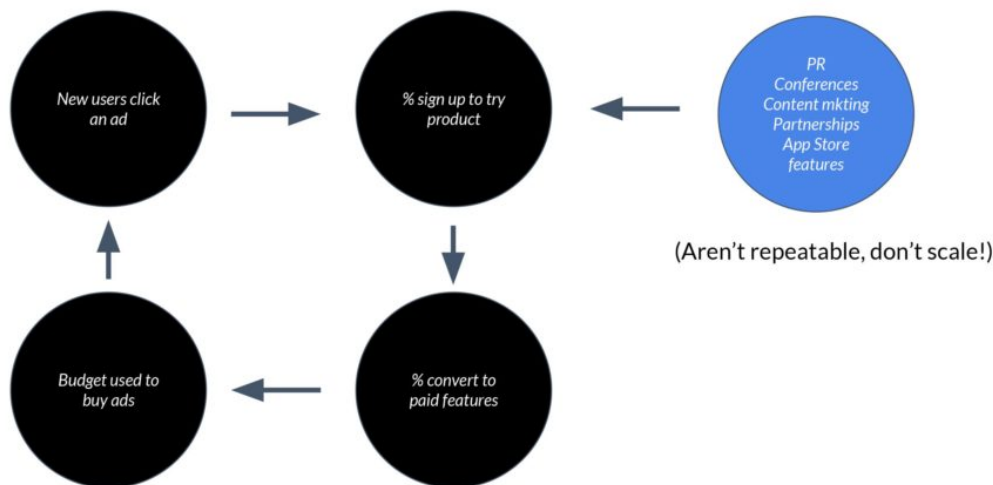 New users click
an ad
% sign up to try
product
PR
Conferences
Content mkting
Partnerships
App Store
features
(Aren't repeatable, don't scale!)
Budget used to
buy ads
% convert to
paid features